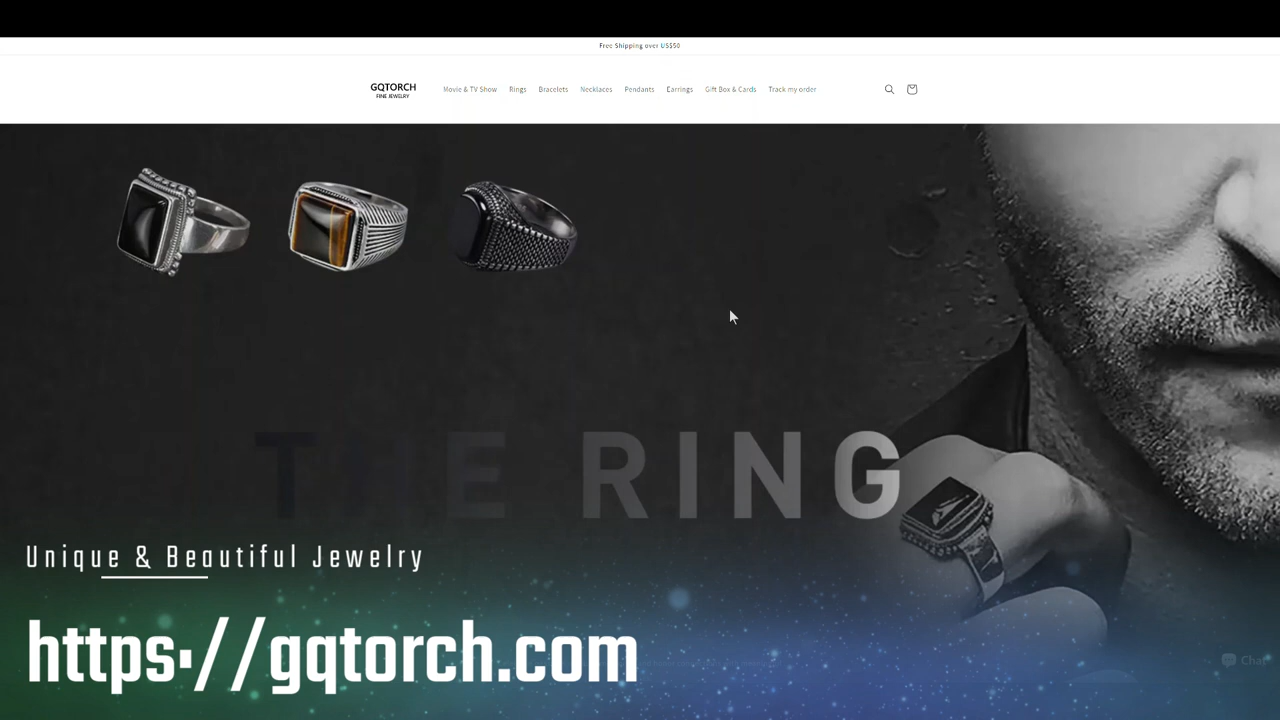 Free Shipping over US$50
GQTORCH
FINE JEWELRY
Movie & TV Show Rings Bracelets Necklaces Pendants Earrings Gift Box & Cards Track my order
THE RING
Unique & Beautiful Jewelry
https://gqtorch.com
Chat